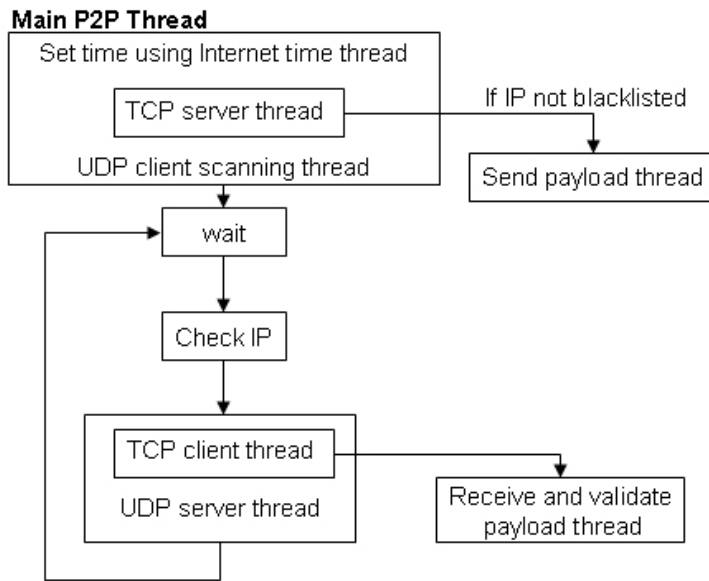 Main P2P Thread
Set time using Internet time thread
TCP server thread
If IP not blacklisted
UDP client scanning thread
Send payload thread
wait
Check IP
TCP client thread
UDP server thread
Receive and validate
payload thread